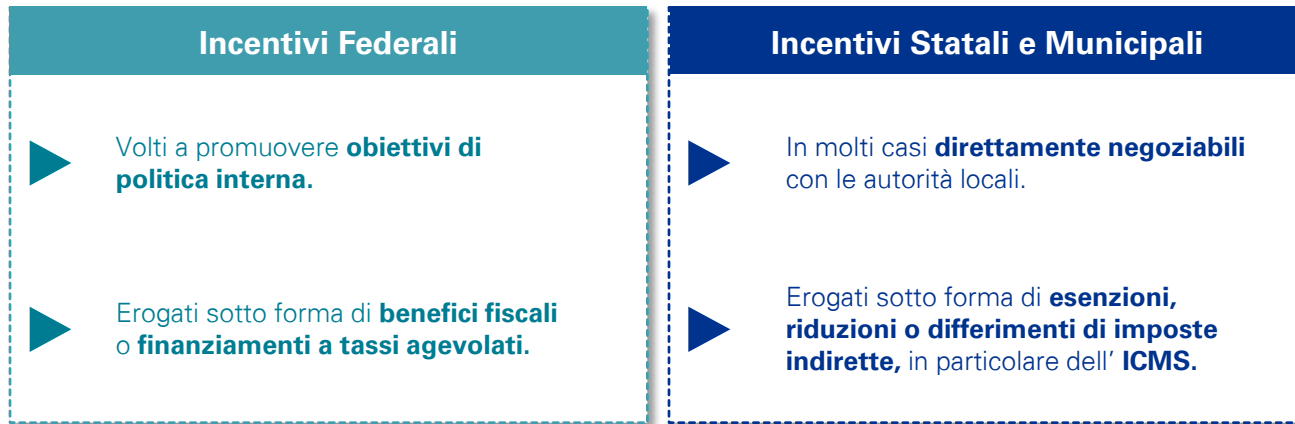 Incentivi Federali
Volti a promuovere obiettivi di
politica interna.
Erogati sotto forma di benefici fiscali
o finanziamenti a tassi agevolati.
Incentivi Statali e Municipali
In molti casi direttamente negoziabili
con le autorità locali.
Erogati sotto forma di esenzioni,
riduzioni o differimenti di imposte
indirette, in particolare dell’ ICMS.